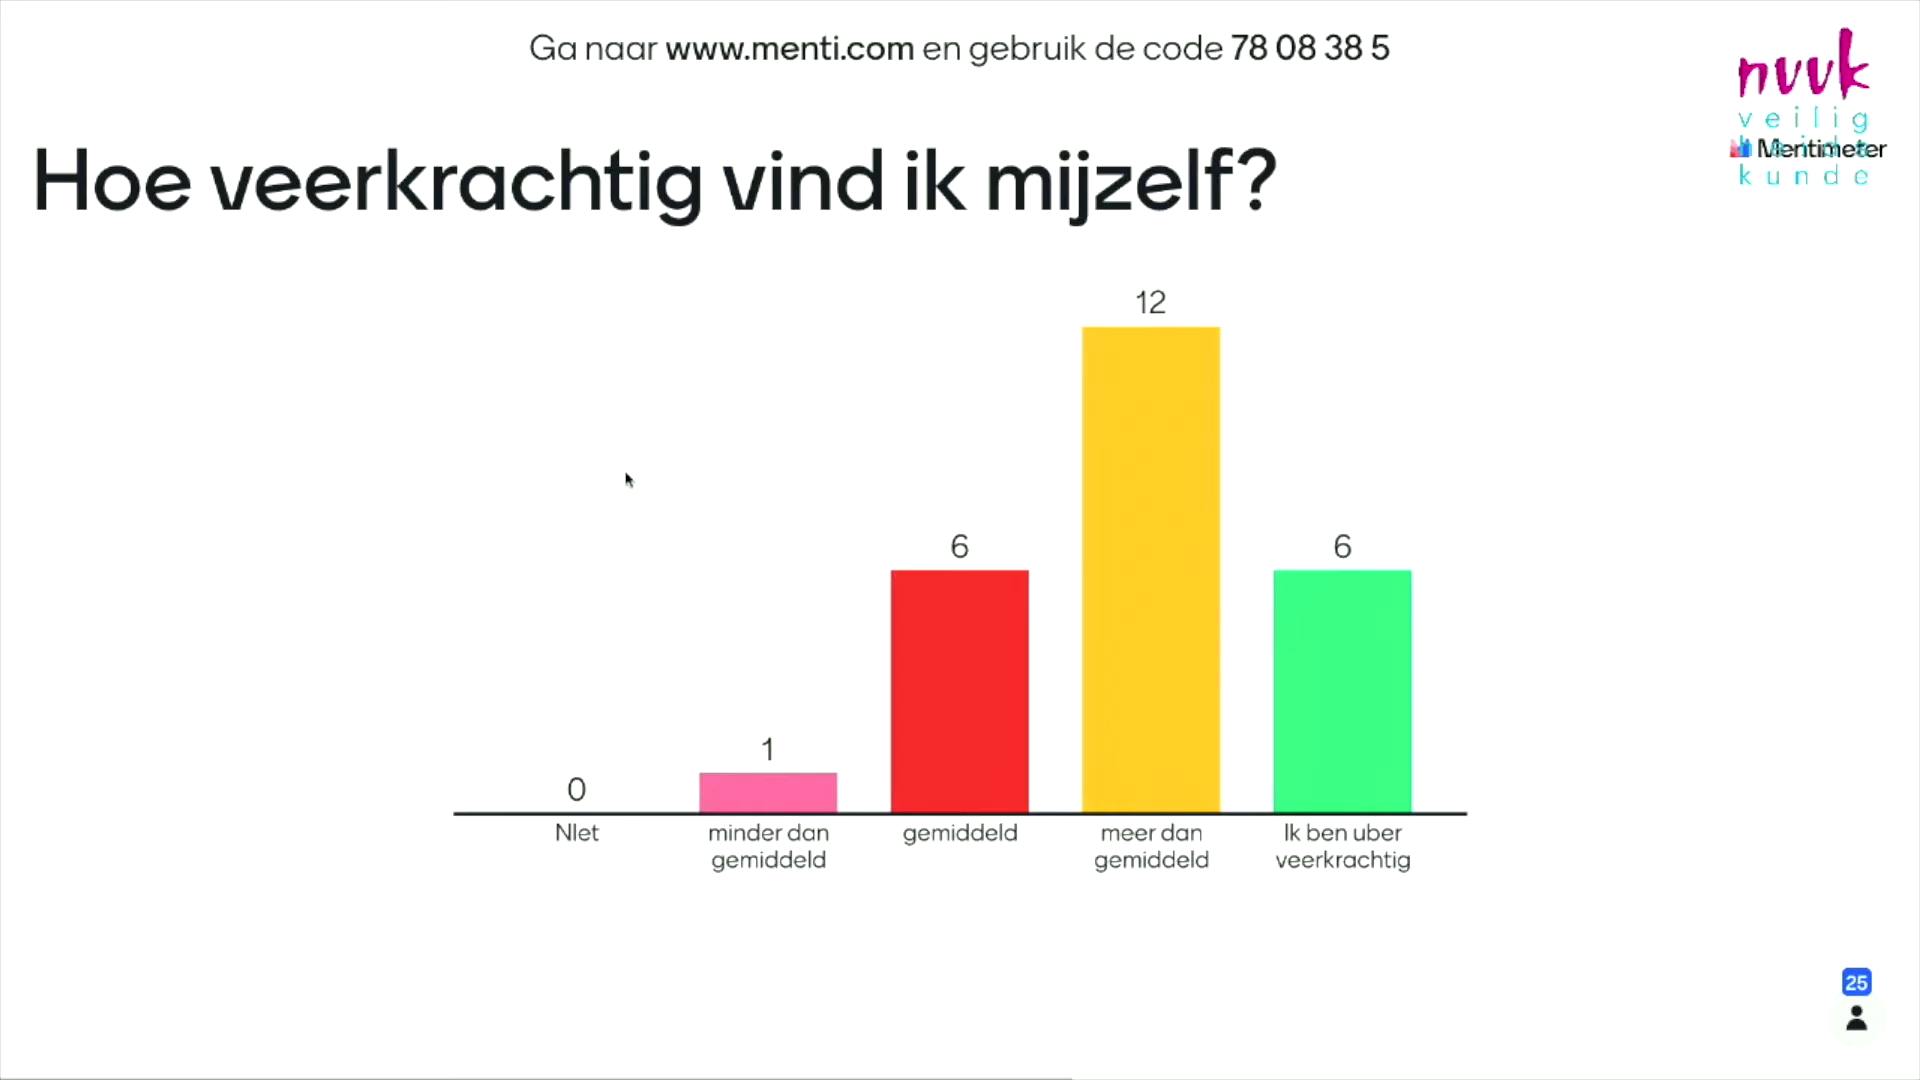 Ga naar www.menti.com en gebruik de code 78 08 38 5
nvvk
veilig
Mentimeter
kunde
Hoe veerkrachtig vind ik mijzelf?
12
6
6
1
0
NIet
minder dan
gemiddeld
gemiddeld
meer dan
gemiddeld
Ik ben uber
veerkrachtig
25